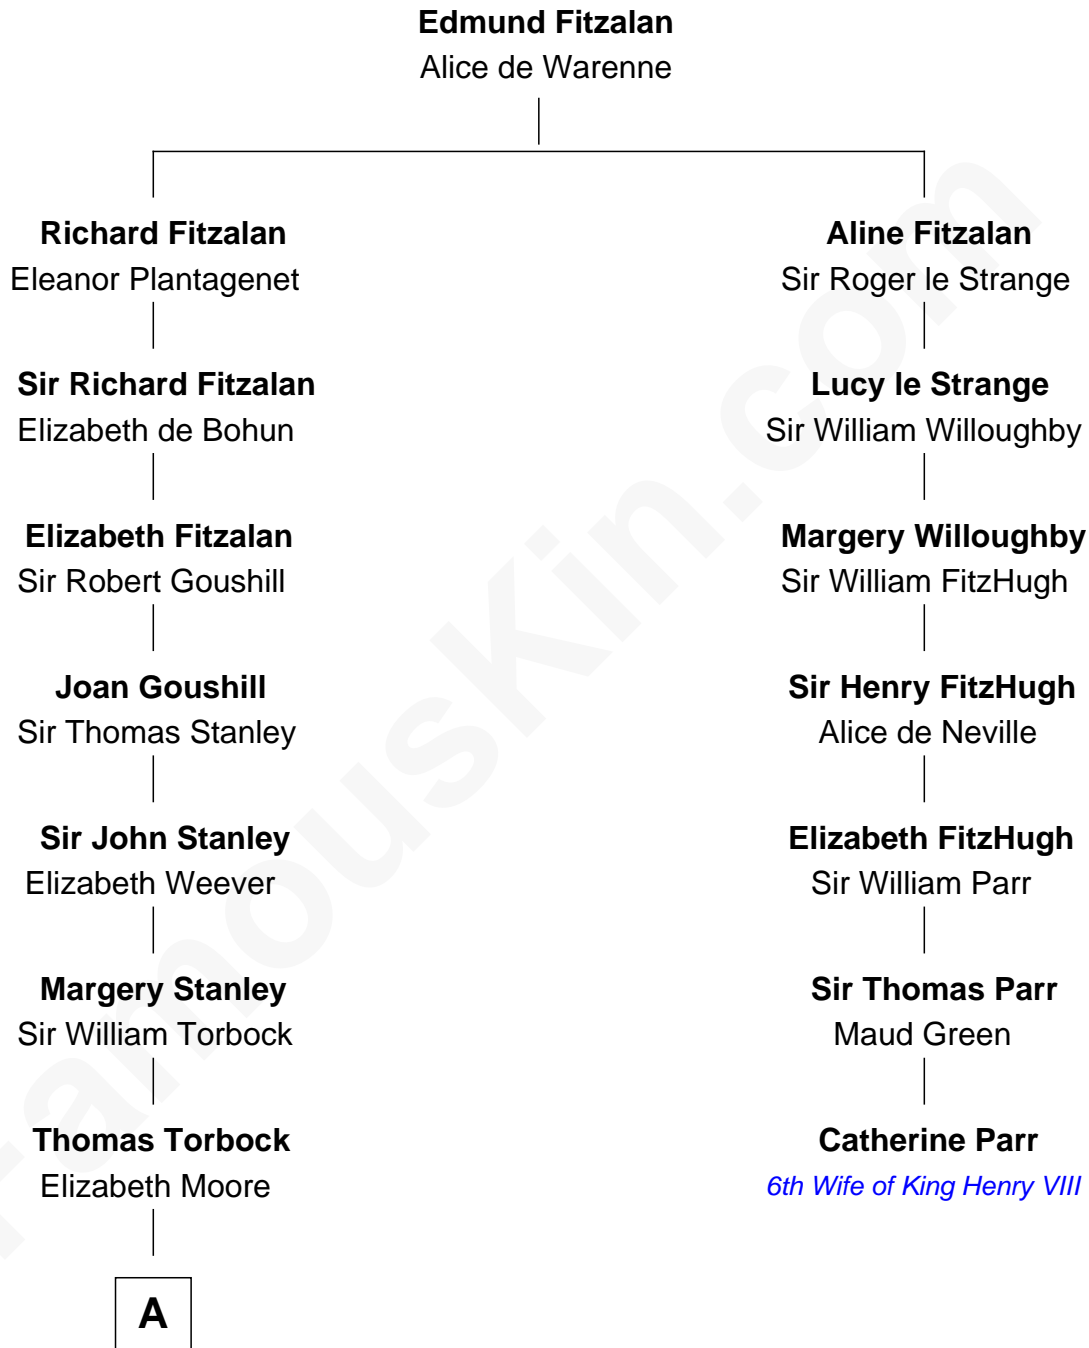 Edmund Fitzalan
Alice de Warenne
Richard Fitzalan
Eleanor Plantagenet
Aline Fitzalan
Sir Roger le Strange
Sir Richard Fitzalan
Elizabeth de Bohun
Lucy le Strange
Sir William Willoughby
Elizabeth Fitzalan
Sir Robert Goushill
Margery Willoughby
Sir William FitzHugh
Joan Goushill
Sir Thomas Stanley
Sir Henry FitzHugh
Alice de Neville
Sir John Stanley
Elizabeth Weever
Elizabeth FitzHugh
Sir William Parr
Margery Stanley
Sir William Torbock
Sir Thomas Parr
Maud Green
Thomas Torbock
Elizabeth Moore
Catherine Parr
6th Wife of King Henry VIII
A
FamousKin.com